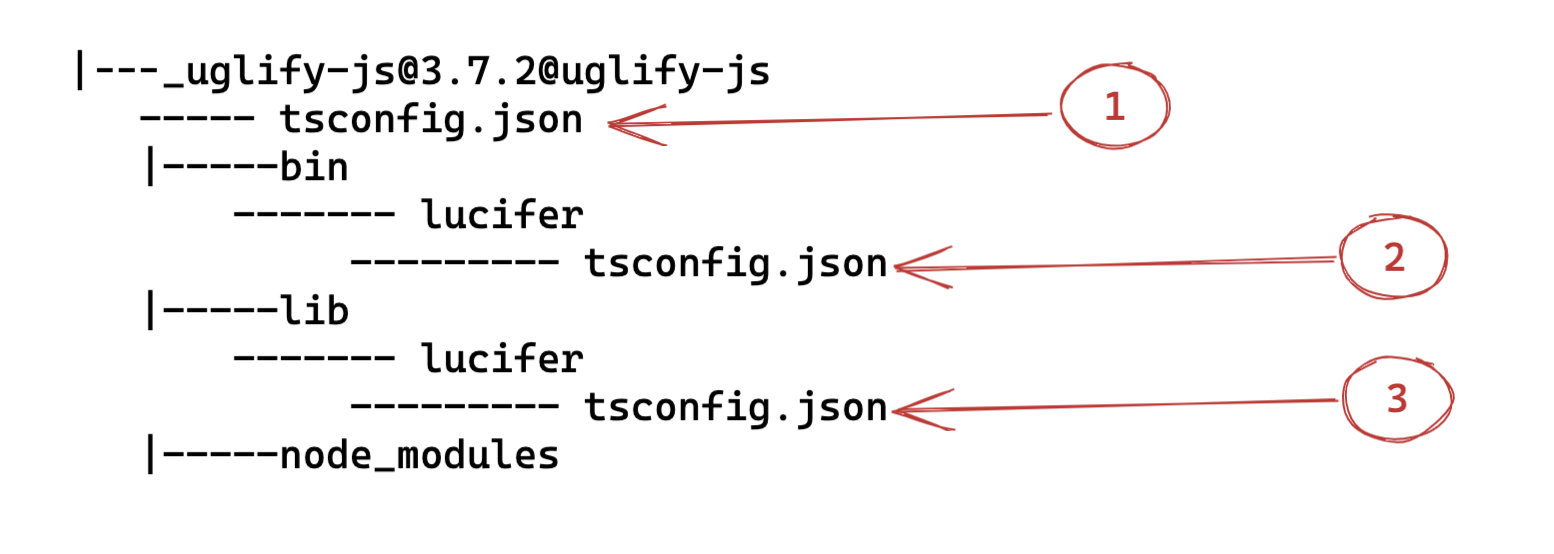 |---_uglify-js@3.7.2@uglify-js
----- tsconfig.json 1
|-----bin
------- lucifer
--------- tsconfig.json 2
|-----lib
------- lucifer
--------- tsconfig.json 3
|-----node_modules